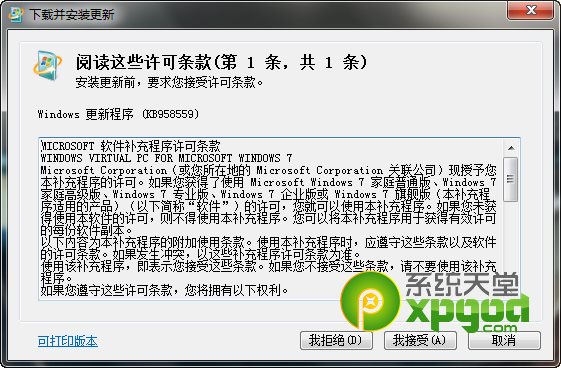 下载并安装更新
阅读这些许可条款(第 1 条，共 1 条)
安装更新前，要求您接受许可条款。
Windows 更新程序 (KB958559)
MICROSOFT 软件补充程序许可条款
WINDOWS VIRTUAL PC FOR MICROSOFT WINDOWS 7
Microsoft Corporation（或您所在地的 Microsoft Corporation 关联公司）现授予您
本补充程序的许可。如果您获得了使用 Microsoft Windows 7 家庭普通版、Windows 7
家庭高级版、Windows 7 专业版、Windows 7 企业版或 Windows 7 旗舰版（本补充程
序适用的产品）（以下简称“软件”）的许可，您就可以使用本补充程序。如果您未获
得使用本软件的许可，则不得使用本补充程序。您可以将本补充程序用于获得有效许可
的每份软件副本。
以下内容为本补充程序的附加使用条款。使用本补充程序时，应遵守这些条款以及软件
的许可条款。如果发生冲突，以这些补充程序许可条款为准。
使用该补充程序，即表示您接受这些条款。如果您不接受这些条款，请不要使用该补充
程序。
如果您遵守这些许可条款，您将拥有以下权利。
系统天堂
xpgod.com
可打印版本
我拒绝(D)
我接受(A)
取消